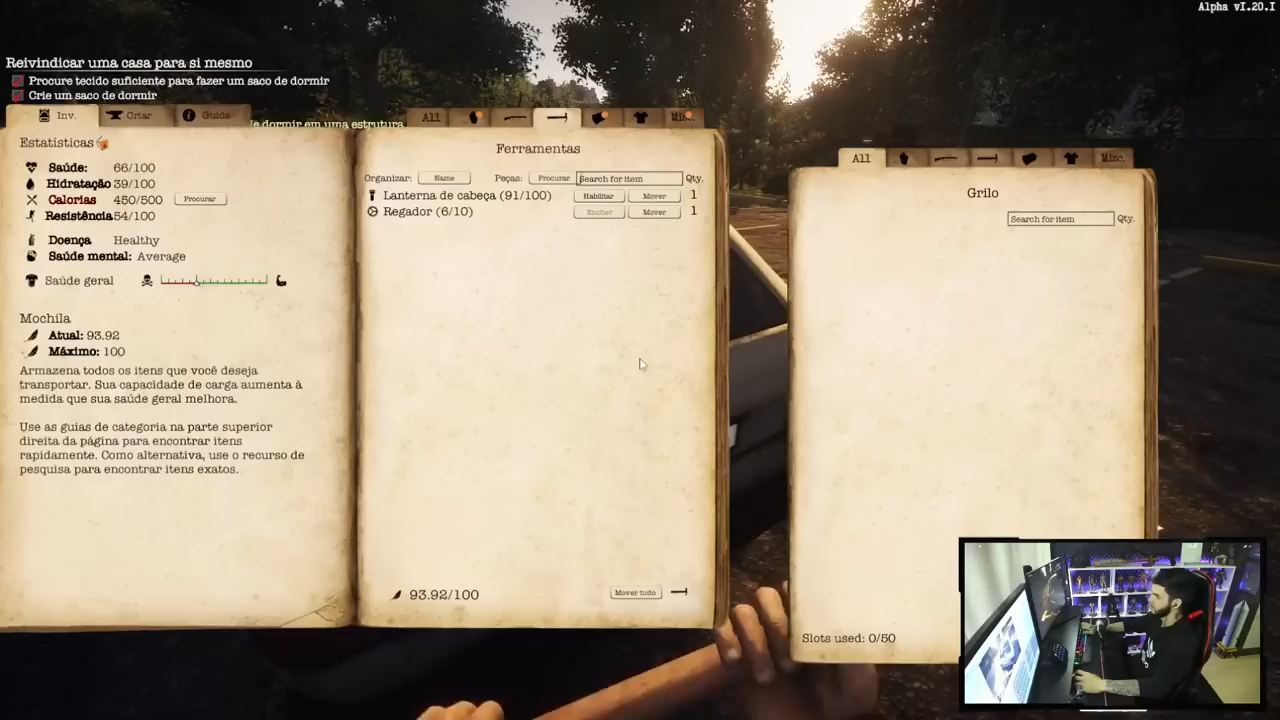 Alpha v1.20.1
Reivindicar uma casa para si mesmo
Procure tecido suficiente para fazer um saco de dormir
Crie um saco de dormir
e dormir em uma estrutura
Inv.
Criar
Guide
All
Misc.
Estatísticas
Saúde: 66/100
Hidratação 39/100
Calorias 450/500 Procurar
Resistência 54/100
Doença Healthy
Saúde mental: Average
Saúde geral
Mochila
Atual: 93.92
Máximo: 100
Armazena todos os itens que você deseja
transportar. Sua capacidade de carga aumenta à
medida que sua saúde geral melhora.
Use as guias de categoria na parte superior
direita da página para encontrar itens
rapidamente. Como alternativa, use o recurso de
pesquisa para encontrar itens exatos.
Ferramentas
Organizar: Name Peças: Procurar Search for item Qty.
Lanterna de cabeça (91/100) Habilitar Mover 1
Regador (6/10) Encher Mover 1
93.92/100 Mover tudo
All
Misc.
Grilo
Search for item Qty.
Slots used: 0/50